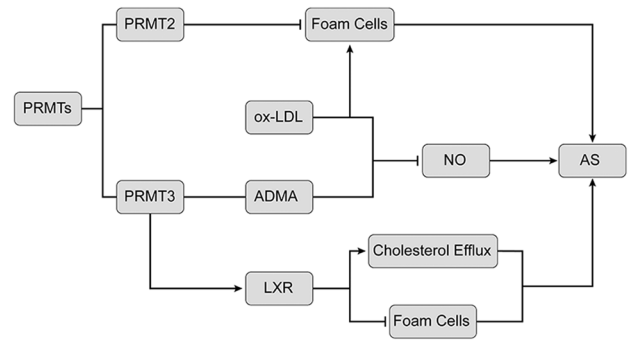 PRMT2
Foam Cells
PRMTs
ox-LDL
NO
AS
PRMT3
ADMA
Cholesterol Efflux
LXR
Foam Cells